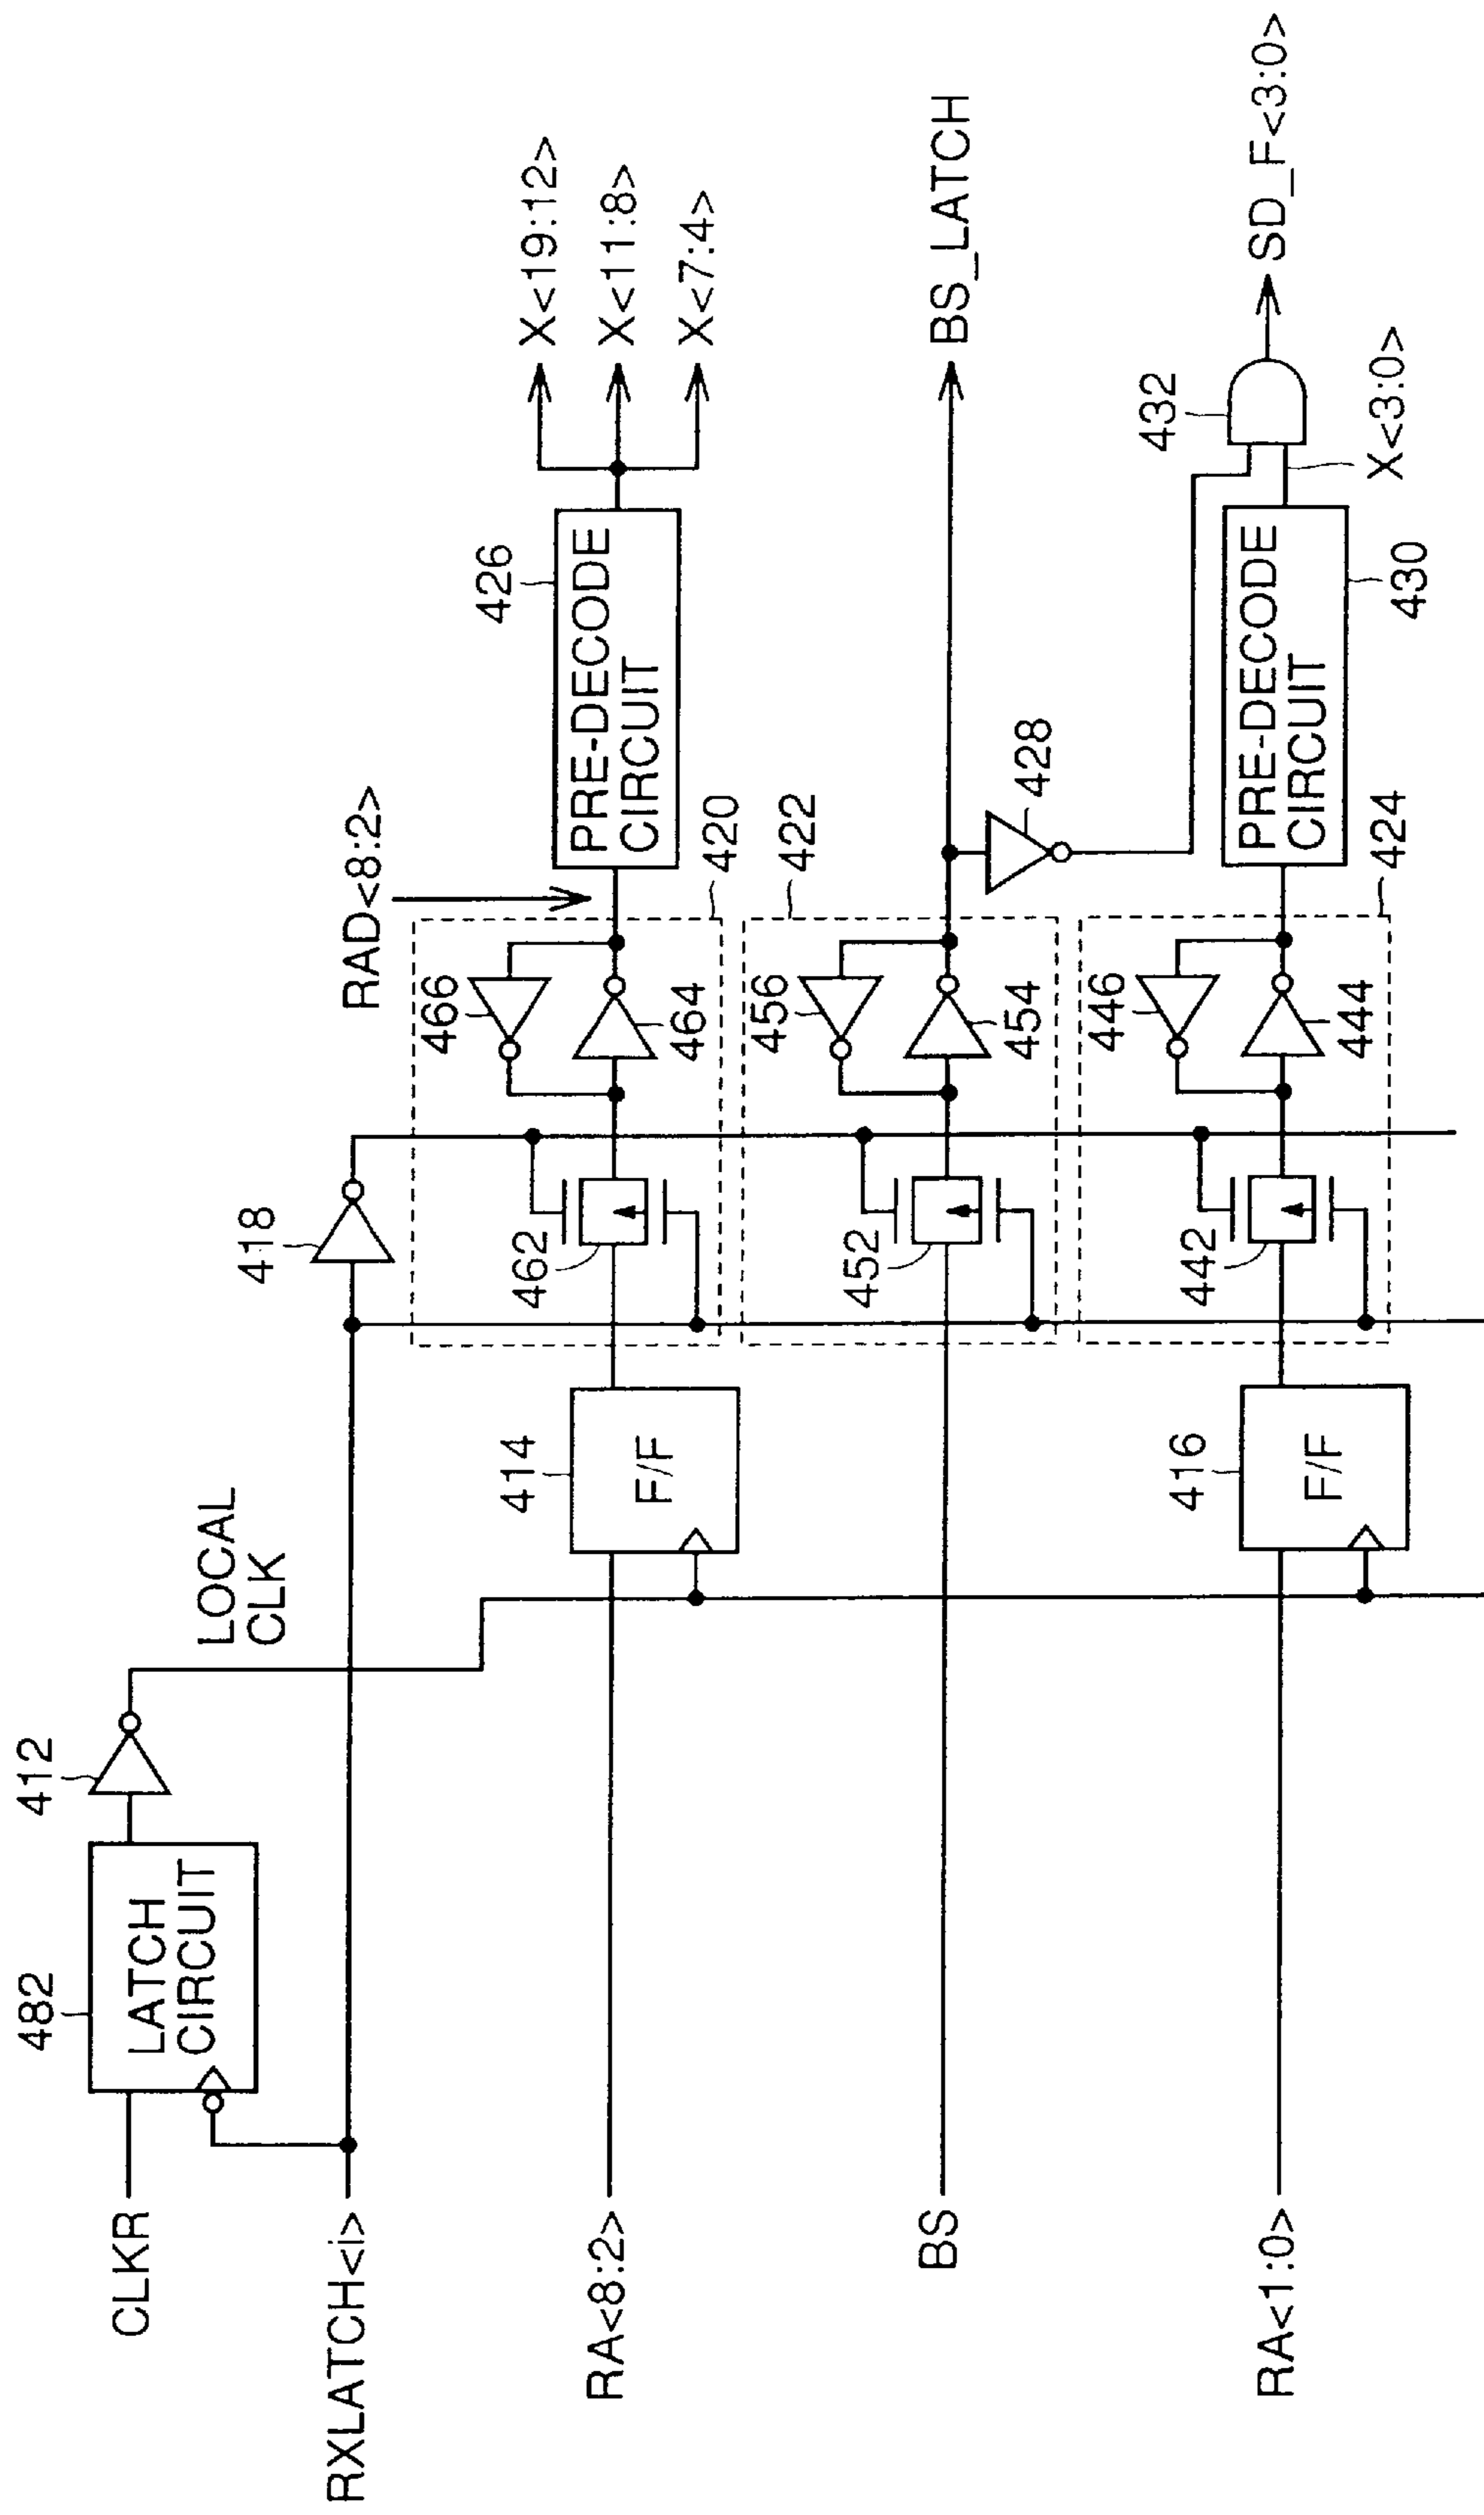 CLKR
482
LATCH
CIRCUIT
412
LOCAL
CLK
RXLATCH<i>
418
RAD<8:2>
RA<8:2>
414
F/F
462
466
464
420
426
PRE-DECODE
CIRCUIT
X<19:12>
X<11:8>
X<7:4>
BS
452
456
454
422
428
BS_LATCH
RA<1:0>
416
F/F
442
446
444
424
PRE-DECODE
CIRCUIT
430
432
X<3:0>
SD_F<3:0>